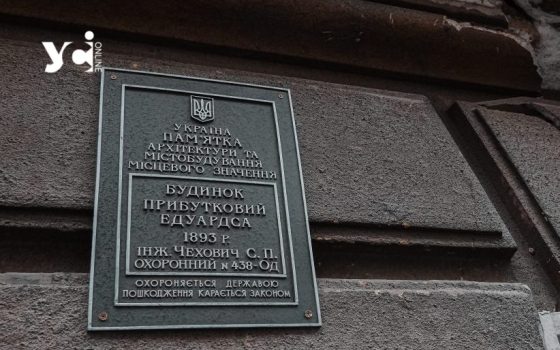 усі
ONLINE
УКРАЇНА
ПАМ'ЯТКА
АРХІТЕКТУРИ ТА
МІСТОБУДУВАННЯ
МІСЦЕВОГО ЗНАЧЕННЯ
БУДИНОК
ПРИБУТКОВИЙ
ЕДУАРДСА
1893 Р.
ІНЖ. ЧЕХОВИЧ С. П.
ОХОРОННИЙ № 438-ОД
ОХОРОНЯЄТЬСЯ ДЕРЖАВОЮ
ПОШКОДЖЕННЯ КАРАЄТЬСЯ ЗАКОНОМ